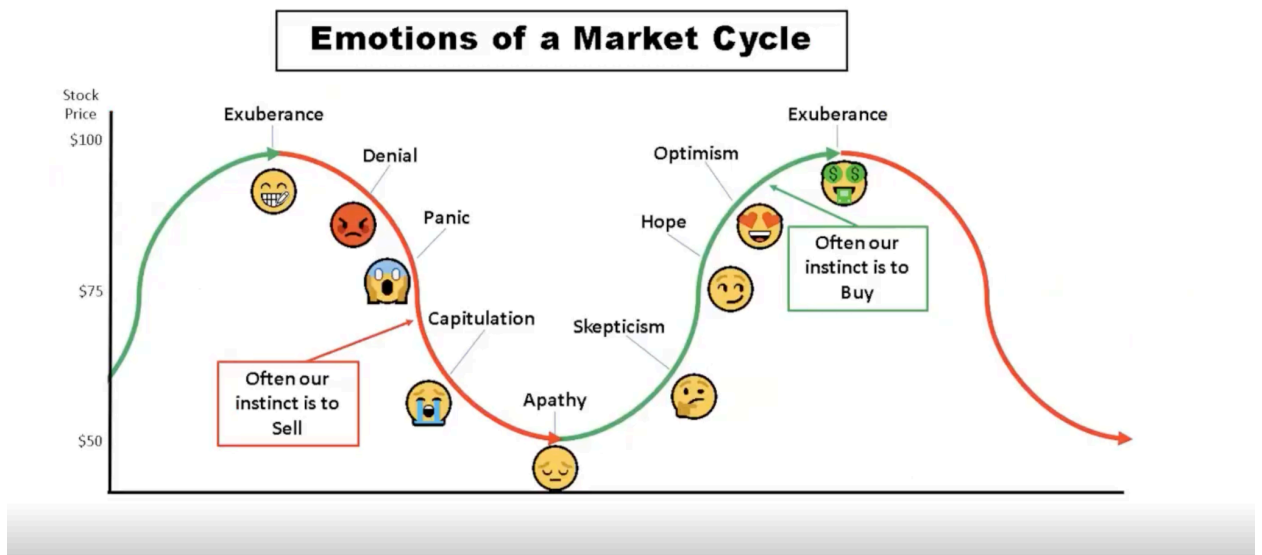 Emotions of a Market Cycle
Stock
Price
$100
$75
$50
Exuberance
Denial
Panic
Capitulation
Often our
instinct is to
Sell
Apathy
Skepticism
Hope
Optimism
Exuberance
Often our
instinct is to
Buy